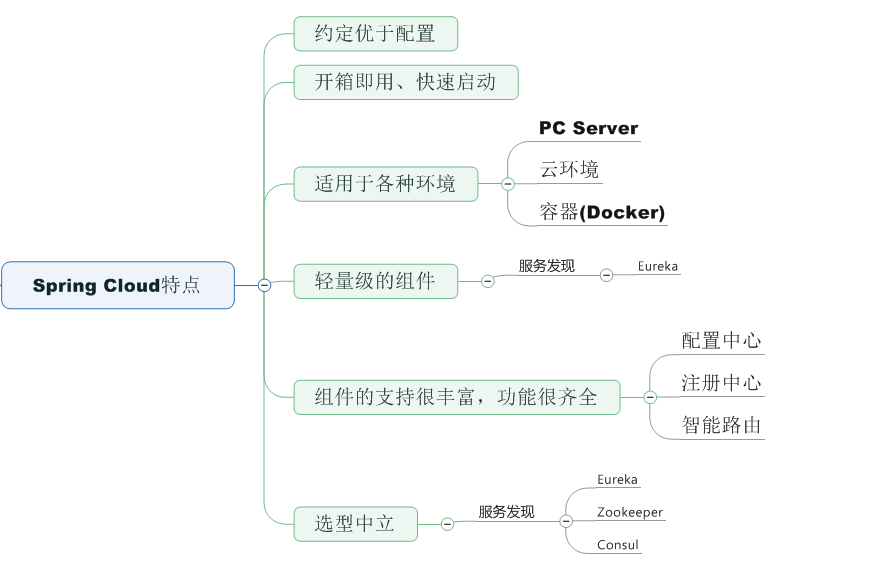 约定优于配置
开箱即用、快速启动
PC Server
云环境
适用于各种环境
容器(Docker)
Spring Cloud特点
轻量级的组件
服务发现
Eureka
配置中心
组件的支持很丰富，功能很齐全
注册中心
智能路由
选型中立
服务发现
Eureka
Zookeeper
Consul